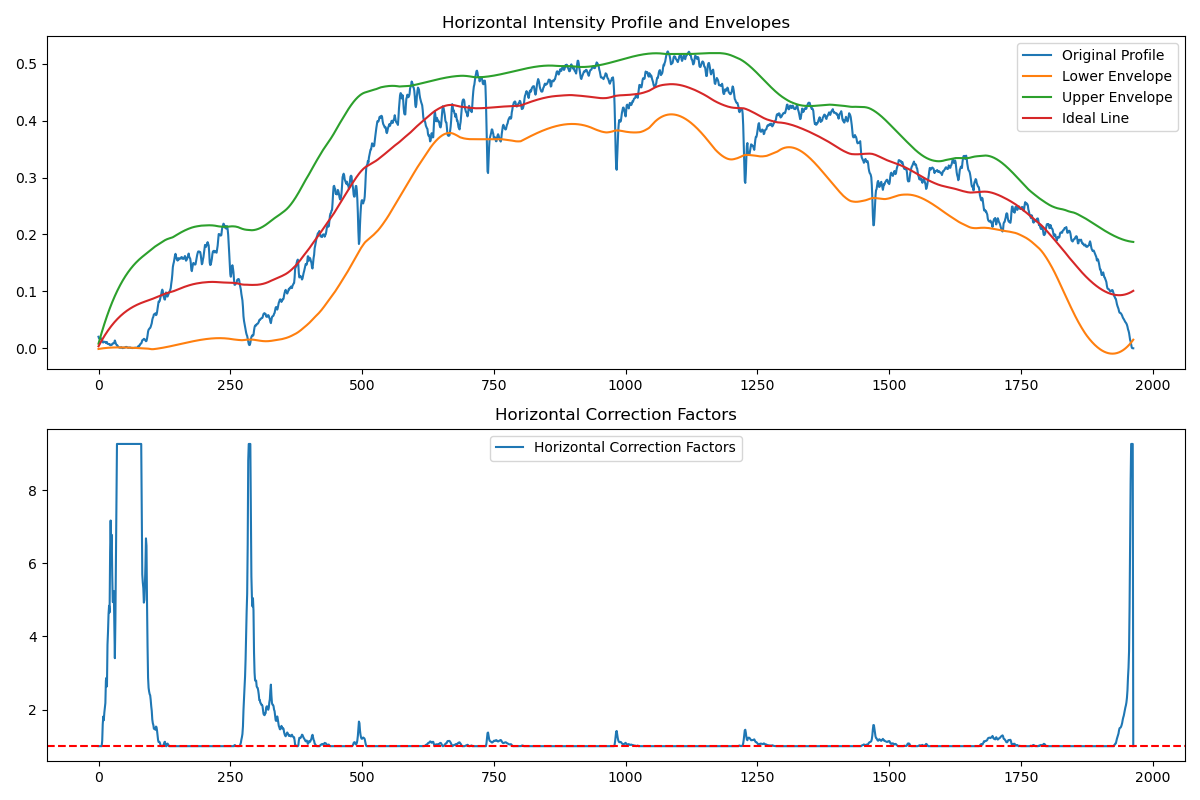 Horizontal Intensity Profile and Envelopes
0.5
0.4
0.3
0.2
0.1
0.0
Original Profile
Lower Envelope
Upper Envelope
Ideal Line
0 250 500 750 1000 1250 1500 1750 2000
Horizontal Correction Factors
8
6
4
2
Horizontal Correction Factors
0 250 500 750 1000 1250 1500 1750 2000